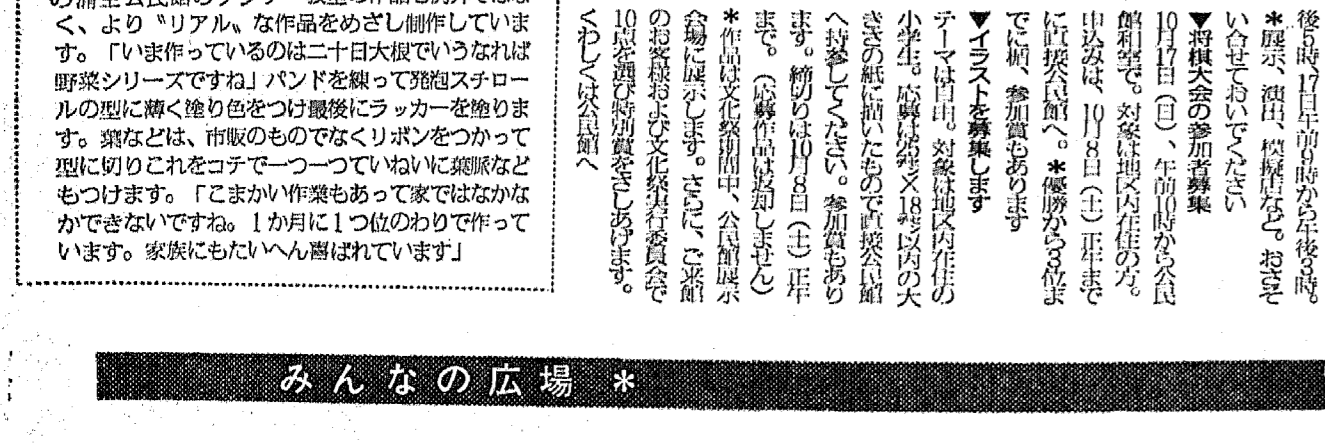 後5時、17日午前9時から午後3時。
*展示、演出、模擬店など。おさそ
い合せておいでください
▼将棋大会の参加者募集
10月17日（日）、午前10時から公民
館和室で。対象は地区内在住の方。
申込みは、10月8日（土）正午まで
に直接公民館へ。*優勝から3位ま
でに楯、参加賞もあります
▼イラストを募集します
テーマは自由。対象は地区内在住の
小学生。応募は25㌢×18㌢以内の大
きさの紙に描いたもので直接公民館
へ持参してください。参加賞もあり
ます。締切りは10月8日（土）正午
まで。（応募作品は返却しません）
*作品は文化祭期間中、公民館展示
会場に展示します。さらに、ご来館
のお客様および文化祭実行委員会で
10点を選び特別賞をさしあげます。
くわしくは公民館へ
く、より〝リアル〟な作品をめざし制作していま
す。「いま作っているのは二十日大根でいうなれば
野菜シリーズですね」パンドを練って発泡スチロー
ルの型に薄く塗り色をつけ最後にラッカーを塗りま
す。葉などは、市販のものでなくリボンをつかって
型に切りこれをコテで一つ一つていねいに葉脈など
もつけます。「こまかい作業もあって家ではなかな
かできないですね。1か月に1つ位のわりで作って
います。家族にもたいへん喜ばれています」
みんなの広場 *